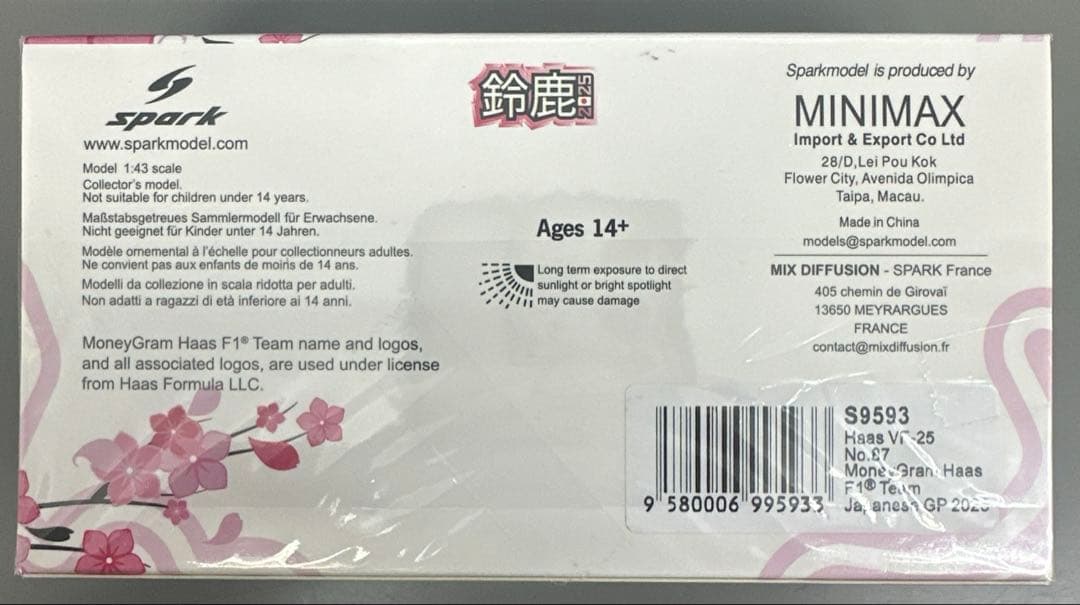 spark
www.sparkmodel.com
Model 1:43 scale
Collector's model.
Not suitable for children under 14 years.
Maßstabsgetreues Sammlermodell für Erwachsene.
Nicht geeignet für Kinder unter 14 Jahren.
Modèle ornemental à l'échelle pour collectionneurs adultes.
Ne convient pas aux enfants de moins de 14 ans.
Modelli da collezione in scala ridotta per adulti.
Non adatti a ragazzi di età inferiore ai 14 anni.
MoneyGram Haas F1® Team name and logos,
and all associated logos, are used under license
from Haas Formula LLC.
鈴鹿 2025
Ages 14+
Long term exposure to direct
sunlight or bright spotlight
may cause damage
Sparkmodel is produced by
MINIMAX
Import & Export Co Ltd
28/D,Lei Pou Kok
Flower City, Avenida Olimpica
Taipa, Macau.
Made in China
models@sparkmodel.com
MIX DIFFUSION - SPARK France
405 chemin de Girovaï
13650 MEYRARGUES
FRANCE
contact@mixdiffusion.fr
9 580006 995933
S9593
Haas VF-25
No.87
MoneyGram Haas
F1® Team
Japanese GP 2025